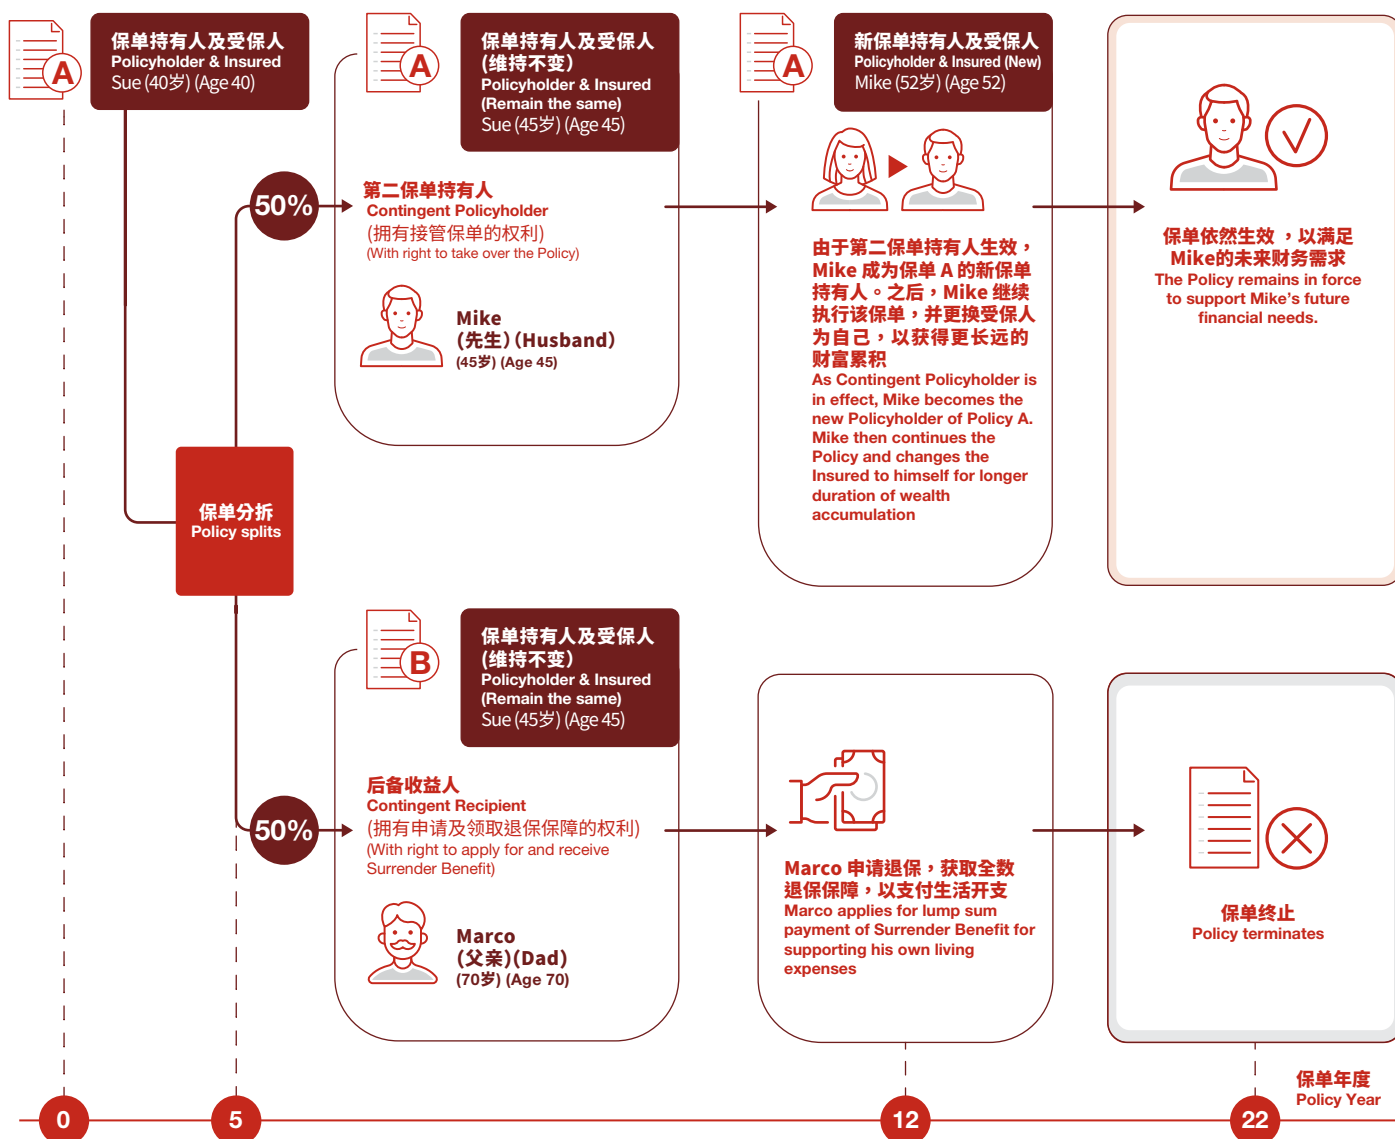 A
保单持有人及受保人
Policyholder & Insured
Sue (40岁) (Age 40)
A
保单持有人及受保人
(维持不变）
Policyholder & Insured
(Remain the same)
Sue (45岁) (Age 45)
A
新保单持有人及受保人
Policyholder & Insured (New)
Mike (52岁) (Age 52)
50%
第二保单持有人
Contingent Policyholder
(拥有接管保单的权利)
(With right to take over the Policy)
Mike
(先生)（Husband）
(45岁) (Age 45)
由于第二保单持有人生效，
Mike 成为保单 A 的新保单
持有人。之后，Mike 继续
执行该保单，并更换受保人
为自己，以获得更长远的
财富累积
As Contingent Policyholder is
in effect, Mike becomes the
new Policyholder of Policy A.
Mike then continues the
Policy and changes the
Insured to himself for longer
duration of wealth
accumulation
保单依然生效，以满足
Mike的未来财务需求
The Policy remains in force
to support Mike’s future
financial needs.
保单分拆
Policy splits
B
保单持有人及受保人
(维持不变）
Policyholder & Insured
(Remain the same)
Sue (45岁) (Age 45)
50%
后备收益人
Contingent Recipient
(拥有申请及领取退保保障的权利)
(With right to apply for and receive
Surrender Benefit)
Marco
(父亲)(Dad)
(70岁) (Age 70)
Marco 申请退保，获取全数
退保保障，以支付生活开支
Marco applies for lump sum
payment of Surrender Benefit for
supporting his own living
expenses
保单终止
Policy terminates
保单年度
Policy Year
0
5
12
22